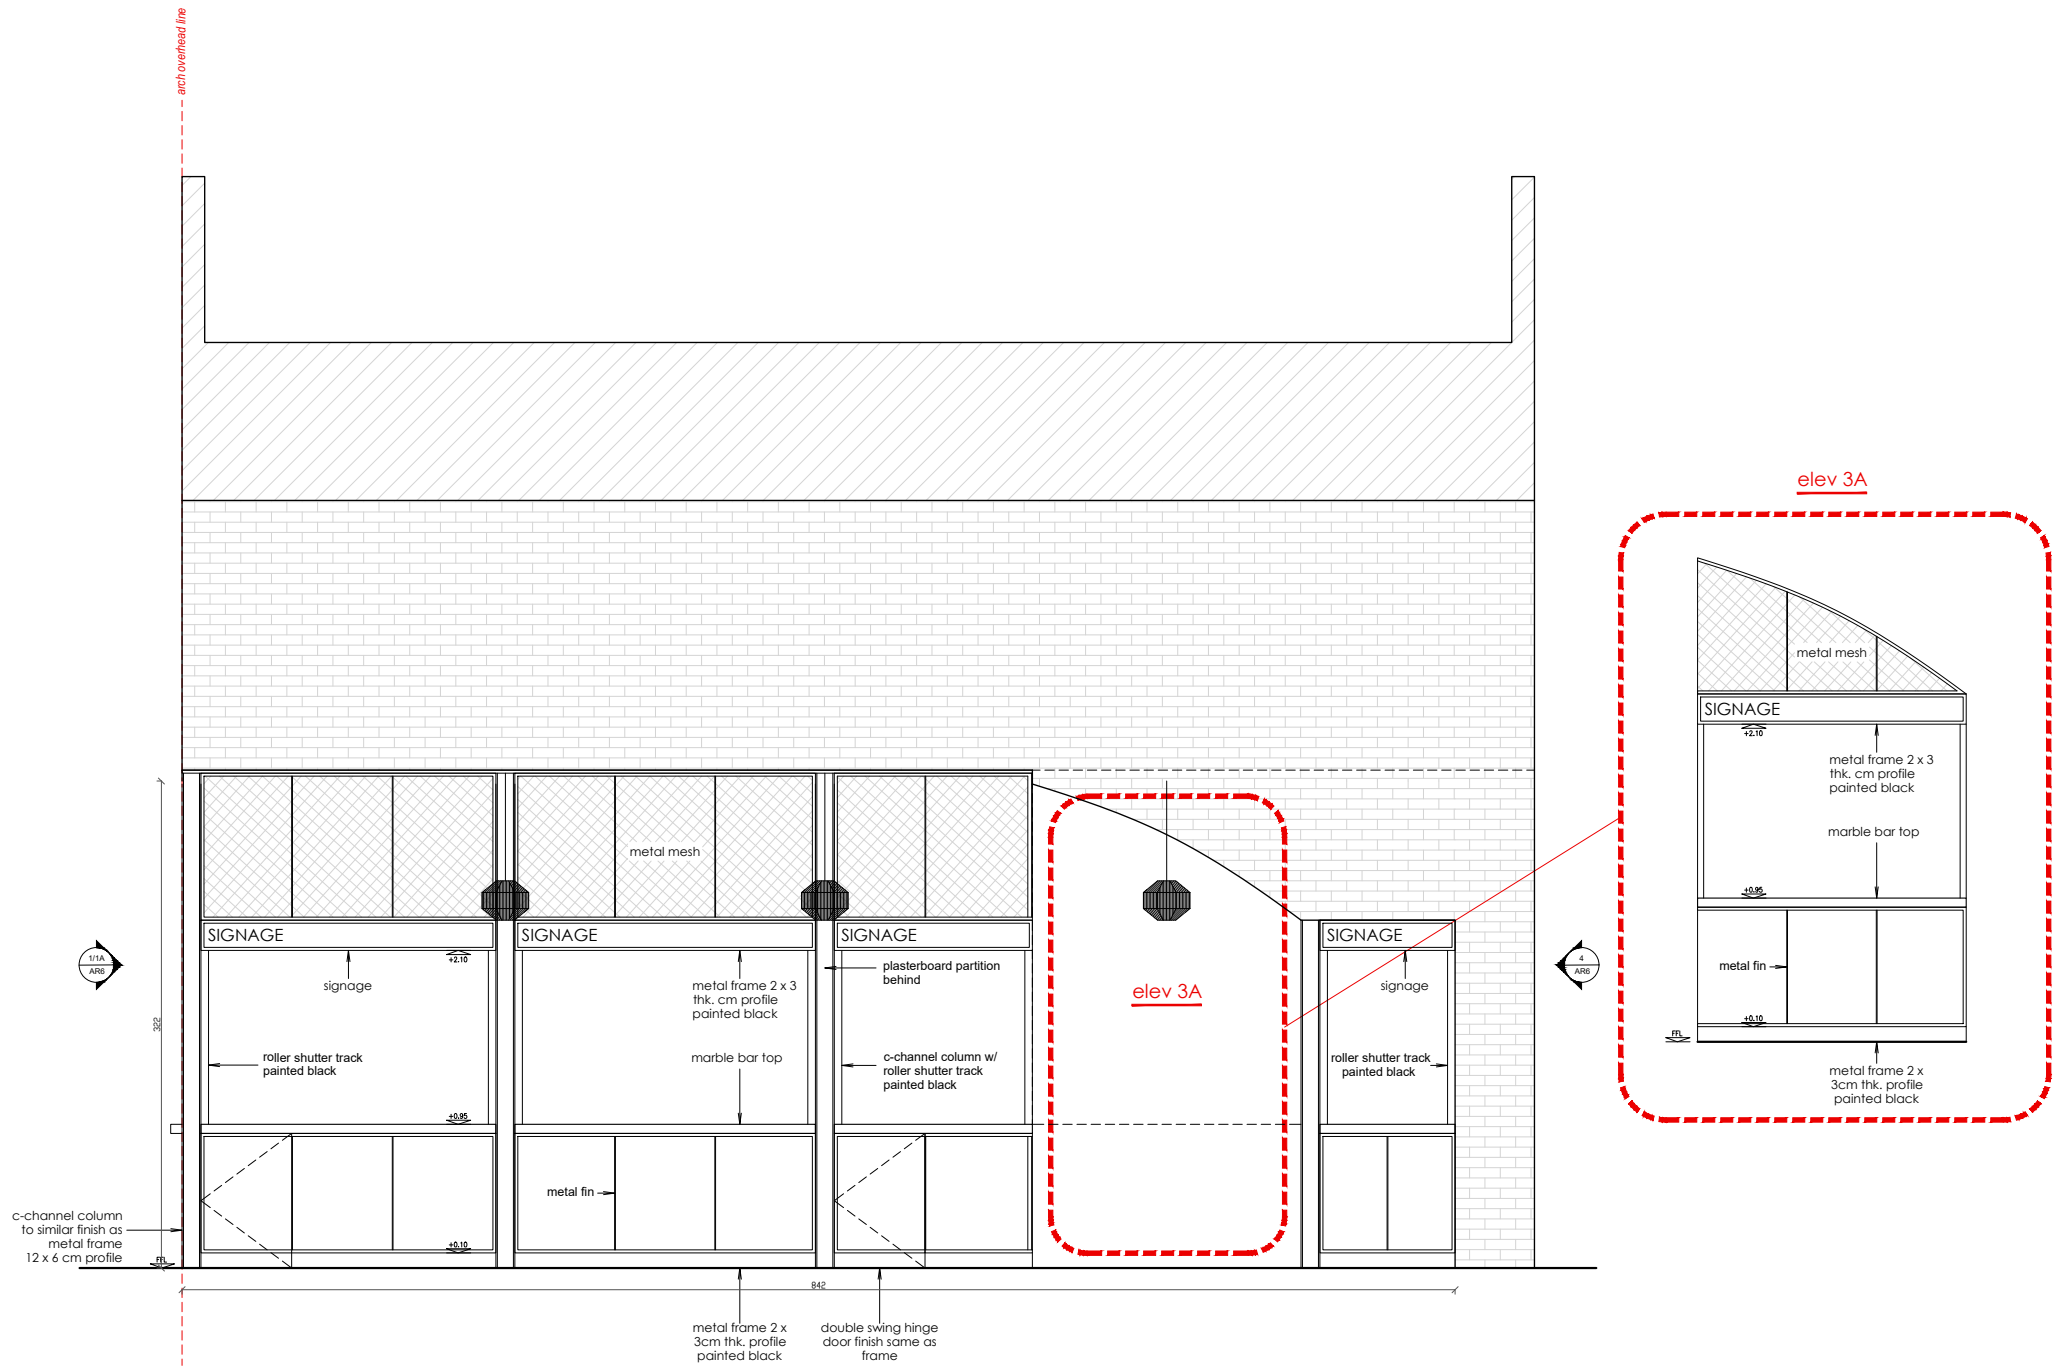 arch overhead line
elev 3A
metal mesh
SIGNAGE
+2.10
metal frame 2 x 3
thk. cm profile
painted black
marble bar top
+0.95
metal fin
+0.10
FFL
metal frame 2 x
3cm thk. profile
painted black
metal mesh
SIGNAGE
SIGNAGE
SIGNAGE
SIGNAGE
+2.10
1/1A
AR6
4
AR6
signage
metal frame 2 x 3
thk. cm profile
painted black
plasterboard partition
behind
elev 3A
signage
322
roller shutter track
painted black
marble bar top
c-channel column w/
roller shutter track
painted black
roller shutter track
painted black
+0.95
metal fin
c-channel column
to similar finish as
metal frame
12 x 6 cm profile
+0.10
FFL
842
metal frame 2 x
3cm thk. profile
painted black
double swing hinge
door finish same as
frame